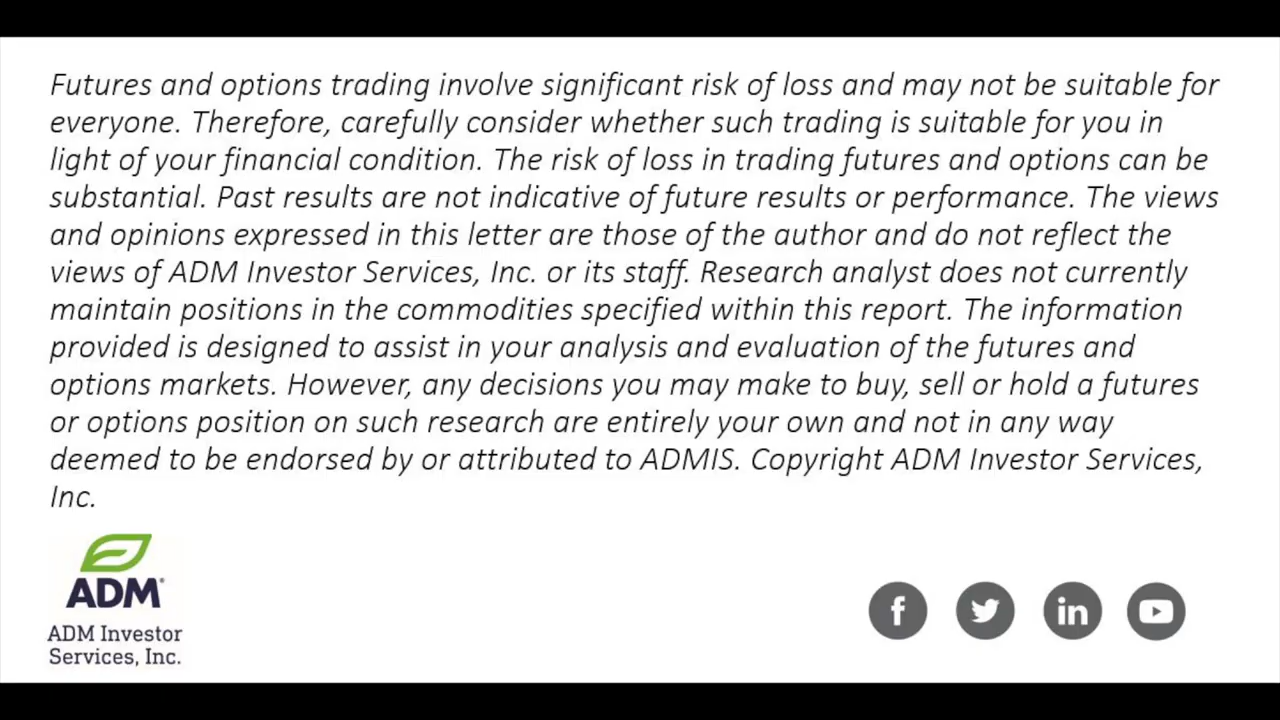 Futures and options trading involve significant risk of loss and may not be suitable for
everyone. Therefore, carefully consider whether such trading is suitable for you in
light of your financial condition. The risk of loss in trading futures and options can be
substantial. Past results are not indicative of future results or performance. The views
and opinions expressed in this letter are those of the author and do not reflect the
views of ADM Investor Services, Inc. or its staff. Research analyst does not currently
maintain positions in the commodities specified within this report. The information
provided is designed to assist in your analysis and evaluation of the futures and
options markets. However, any decisions you may make to buy, sell or hold a futures
or options position on such research are entirely your own and not in any way
deemed to be endorsed by or attributed to ADMIS. Copyright ADM Investor Services,
Inc.
ADM®
ADM Investor
Services, Inc.
f
in